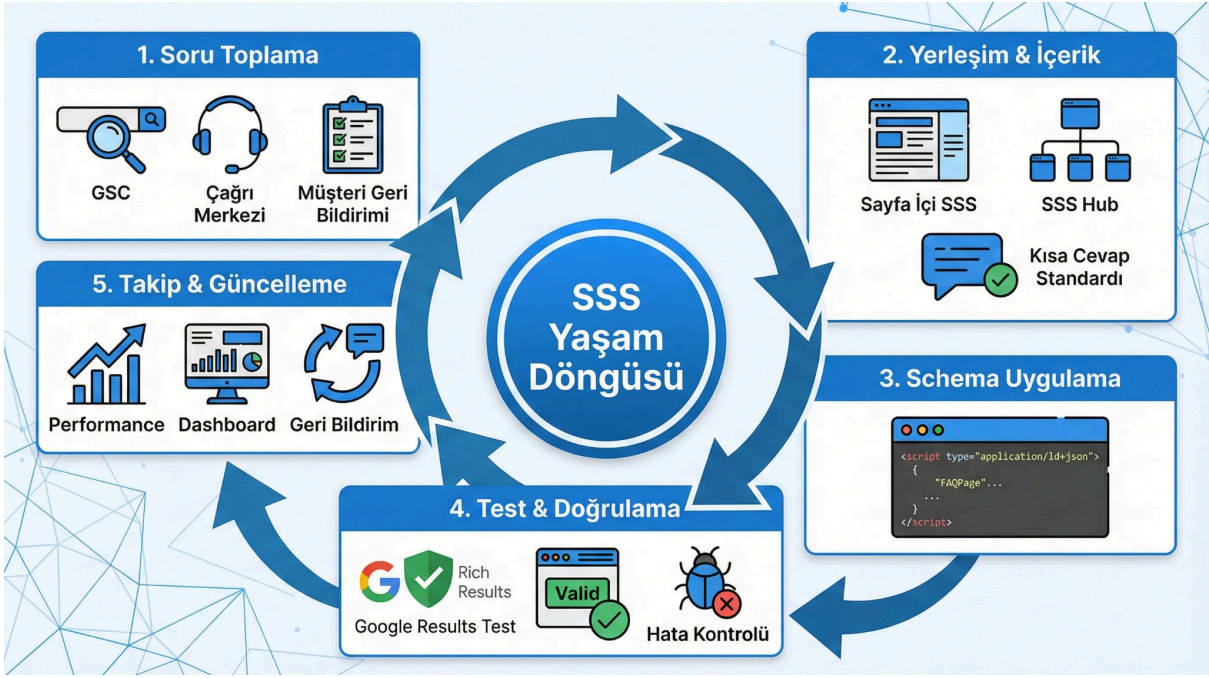 1. Soru Toplama
GSC
Çağrı
Merkezi
Müşteri Geri
Bildirimi
2. Yerleşim & İçerik
Sayfa İçi SSS
SSS Hub
Kısa Cevap
Standardı
SSS
Yaşam
Döngüsü
3. Schema Uygulama
<script type="application/ld+json">
{
"FAQPage"...
...
}
</script>
4. Test & Doğrulama
G
Rich
Results
Google Results Test
Valid
Hata Kontrolü
5. Takip & Güncelleme
Performance
Dashboard
Geri Bildirim